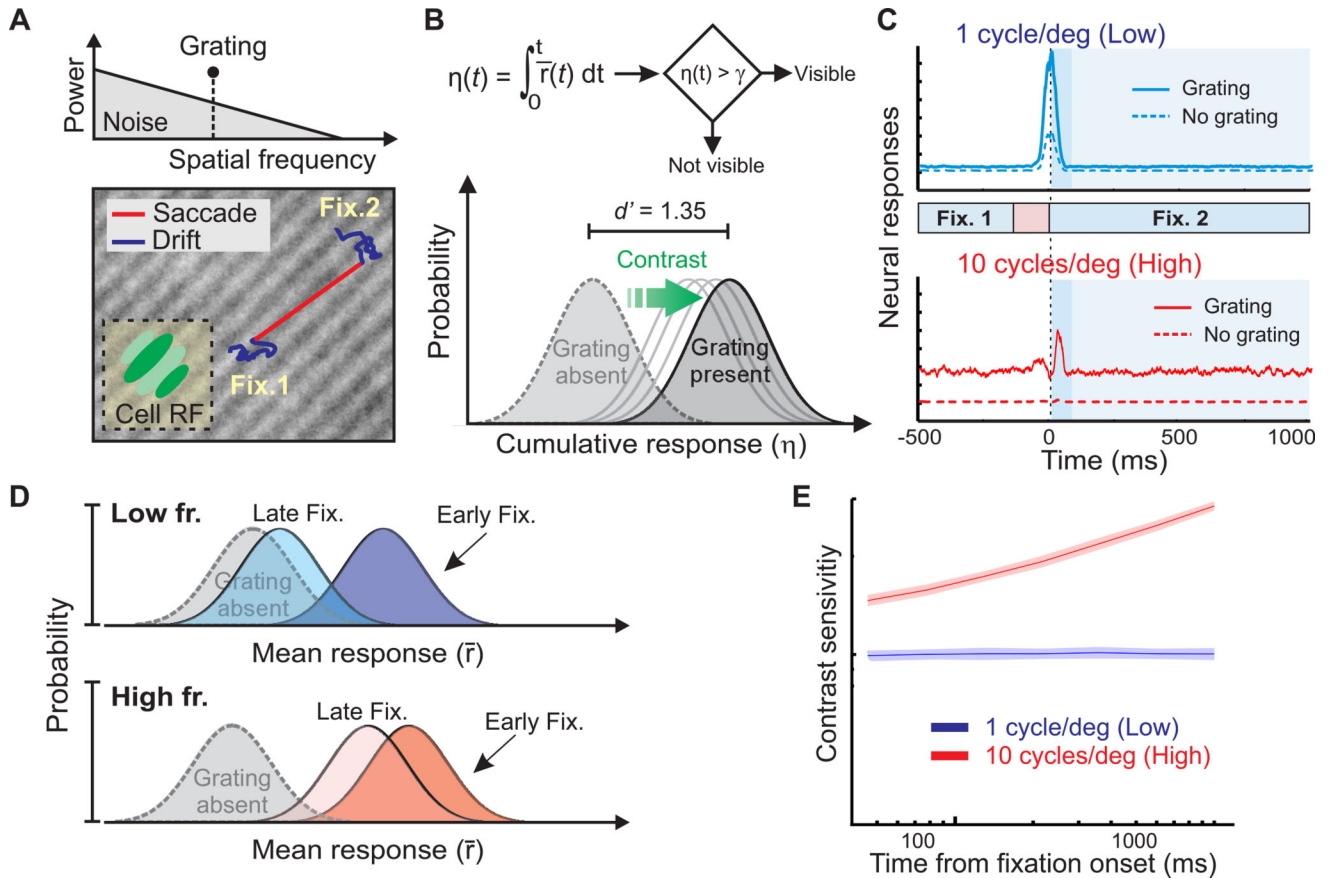 A
Grating
Power
Noise
Spatial frequency
Saccade
Drift
Fix.2
Fix.1
Cell RF
B
η(t) = ∫₀ᵗ r̅(t) dt
η(t) > γ
Visible
Not visible
d' = 1.35
Contrast
Probability
Grating
absent
Grating
present
Cumulative response (η)
C
1 cycle/deg (Low)
Grating
No grating
Neural responses
Fix. 1
Fix. 2
10 cycles/deg (High)
Grating
No grating
-500
0
500
1000
Time (ms)
D
Low fr.
Late Fix.
Early Fix.
Grating
absent
Mean response (r̅)
Probability
High fr.
Late Fix.
Early Fix.
Grating
absent
Mean response (r̅)
E
Contrast sensitivitiy
1 cycle/deg (Low)
10 cycles/deg (High)
100
1000
Time from fixation onset (ms)